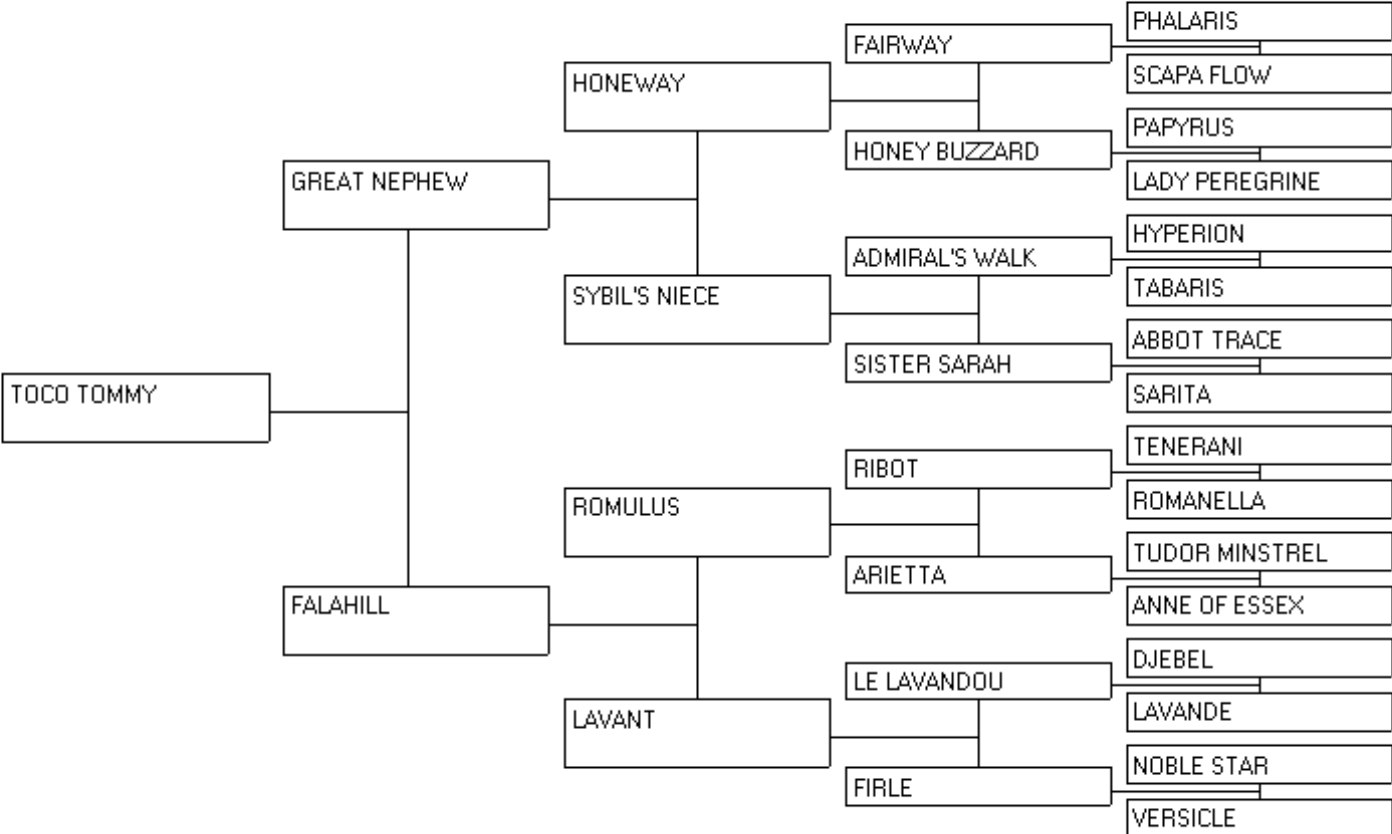 PHALARIS
FAIRWAY
SCAPA FLOW
HONEWAY
PAPYRUS
HONEY BUZZARD
LADY PEREGRINE
GREAT NEPHEW
HYPERION
ADMIRAL'S WALK
TABARIS
SYBIL'S NIECE
ABBOT TRACE
SISTER SARAH
SARITA
TOCO TOMMY
TENERANI
RIBOT
ROMANELLA
ROMULUS
TUDOR MINSTREL
ARIETTA
ANNE OF ESSEX
FALAHILL
DJEBEL
LE LAVANDOU
LAVANDE
LAVANT
NOBLE STAR
FIRLE
VERSICLE